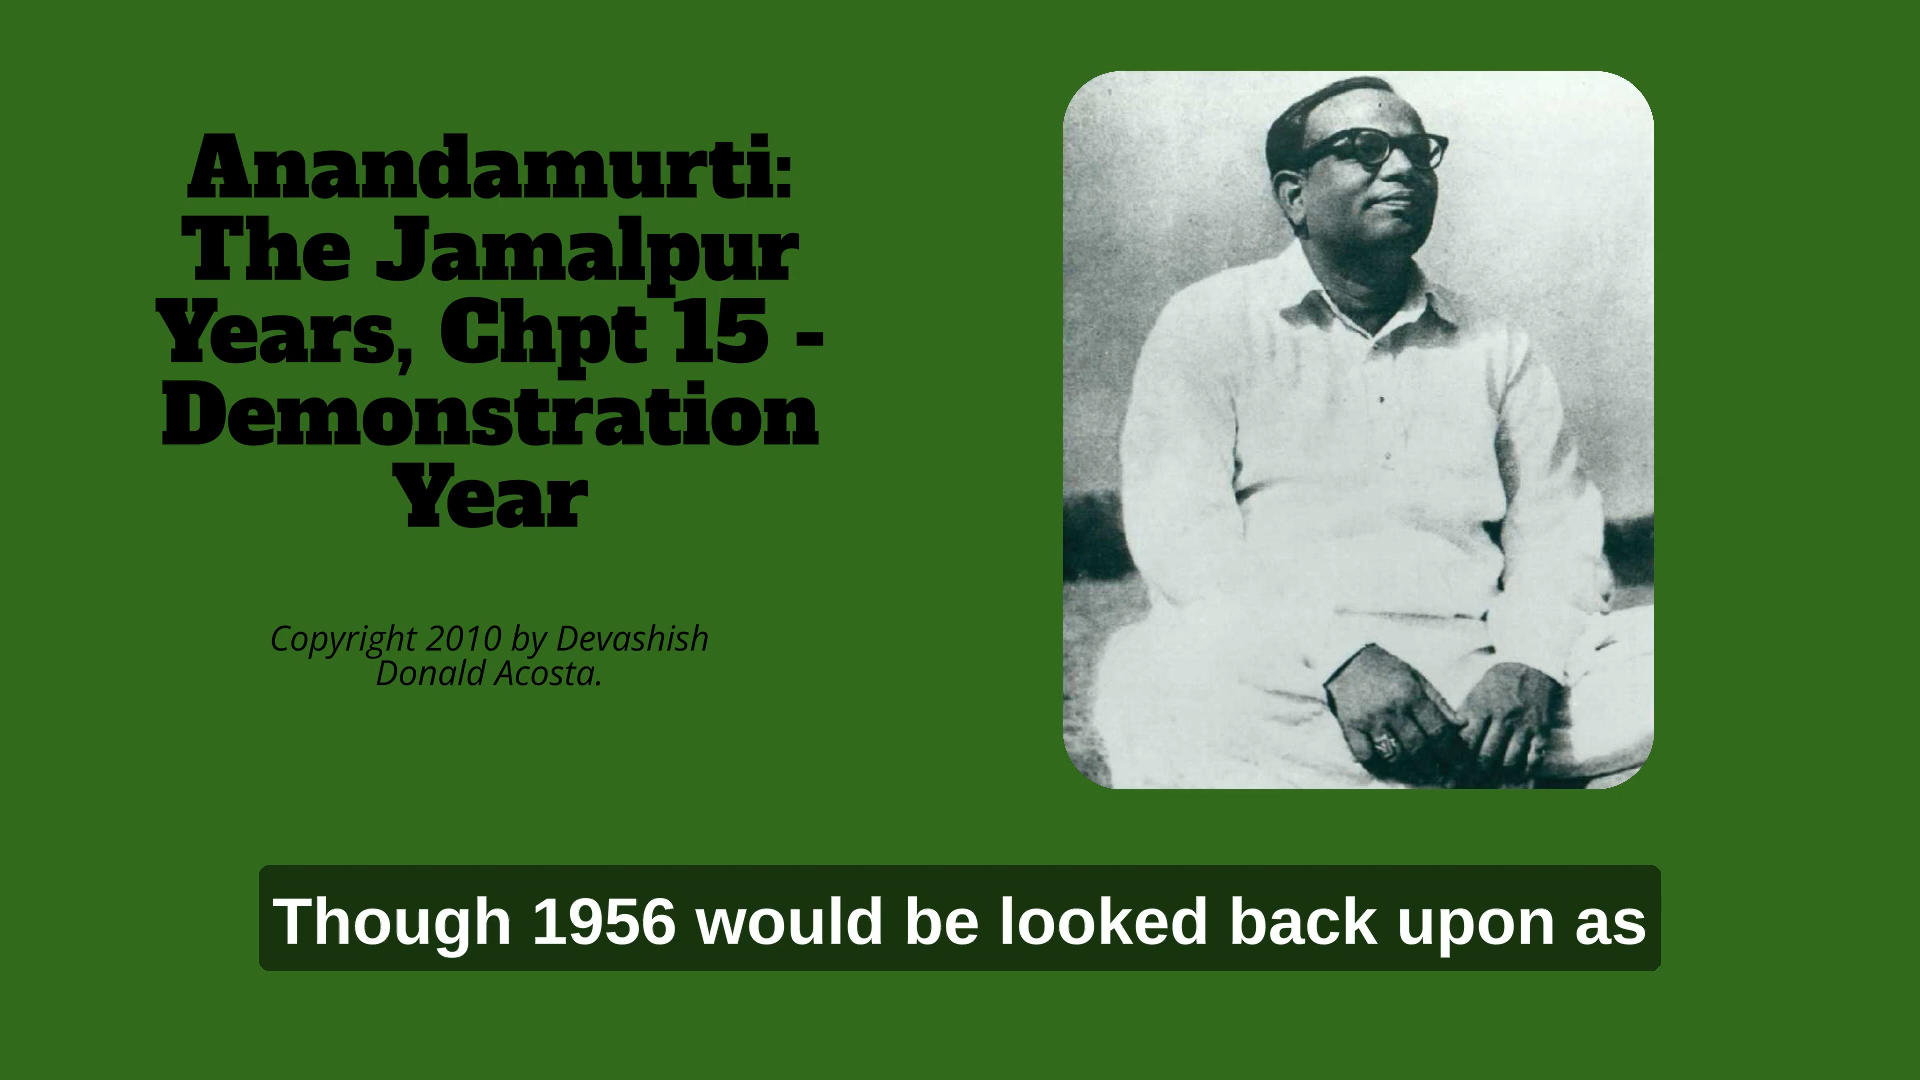 Anandamurti:
The Jamalpur
Years, Chpt 15 -
Demonstration
Year
Copyright 2010 by Devashish
Donald Acosta.
Though 1956 would be looked back upon as